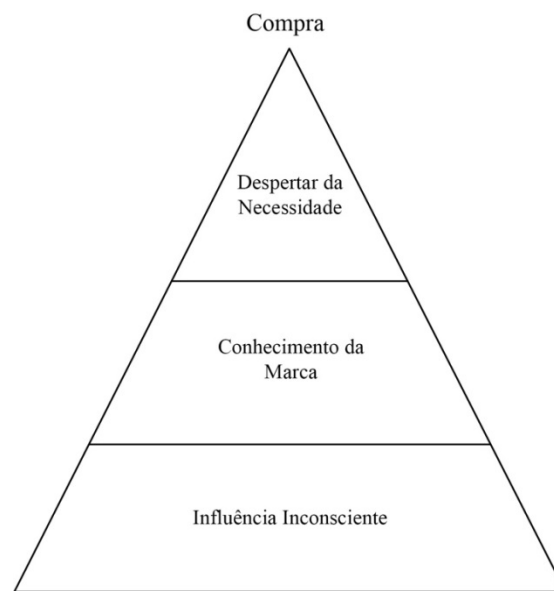 Compra
Despertar da
Necessidade
Conhecimento da
Marca
Influência Inconsciente